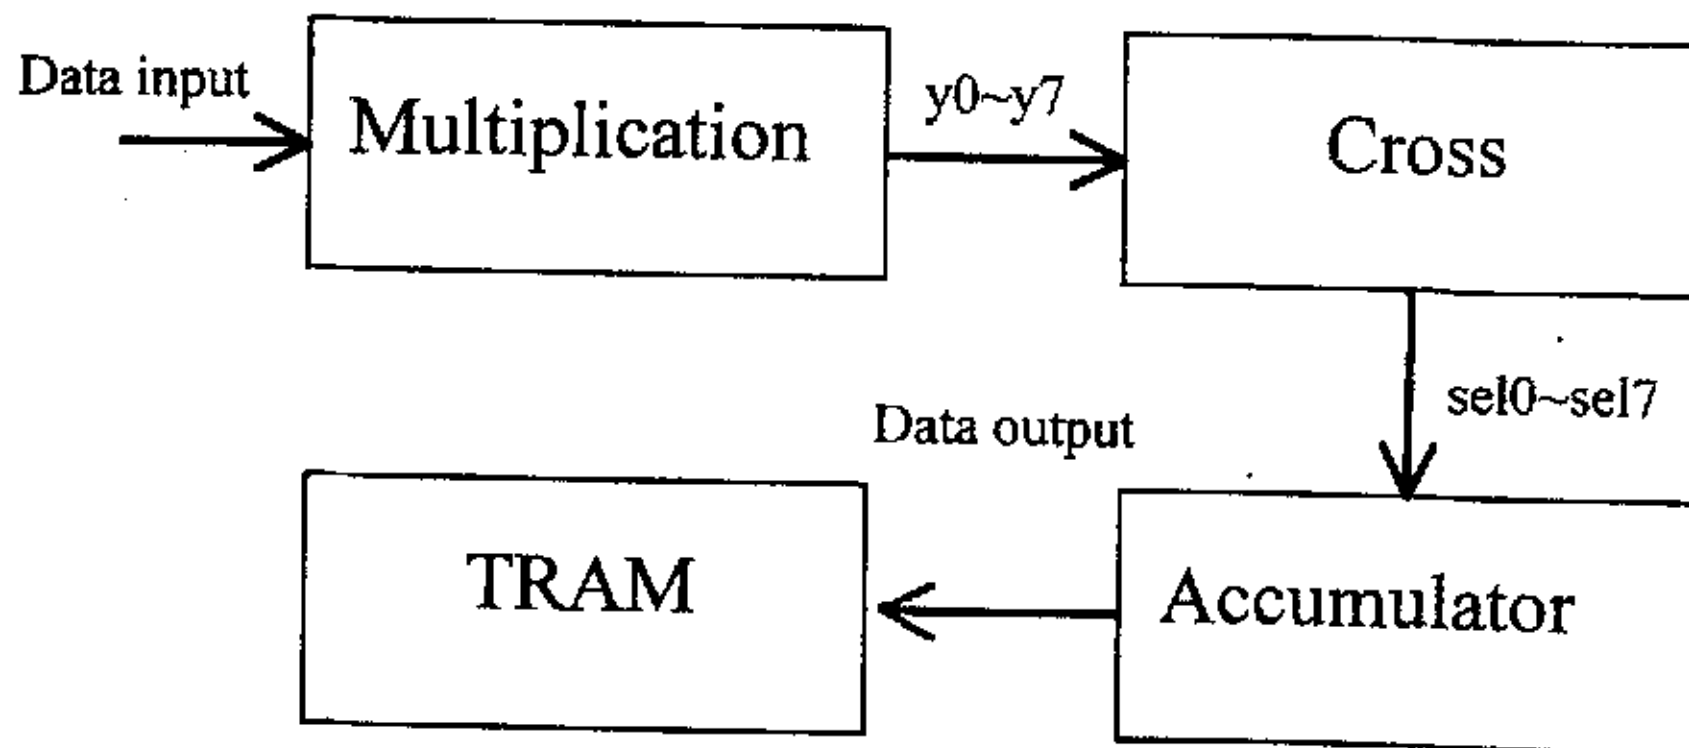 Data input
Multiplication
y0~y7
Cross
sel0~sel7
Data output
TRAM
Accumulator